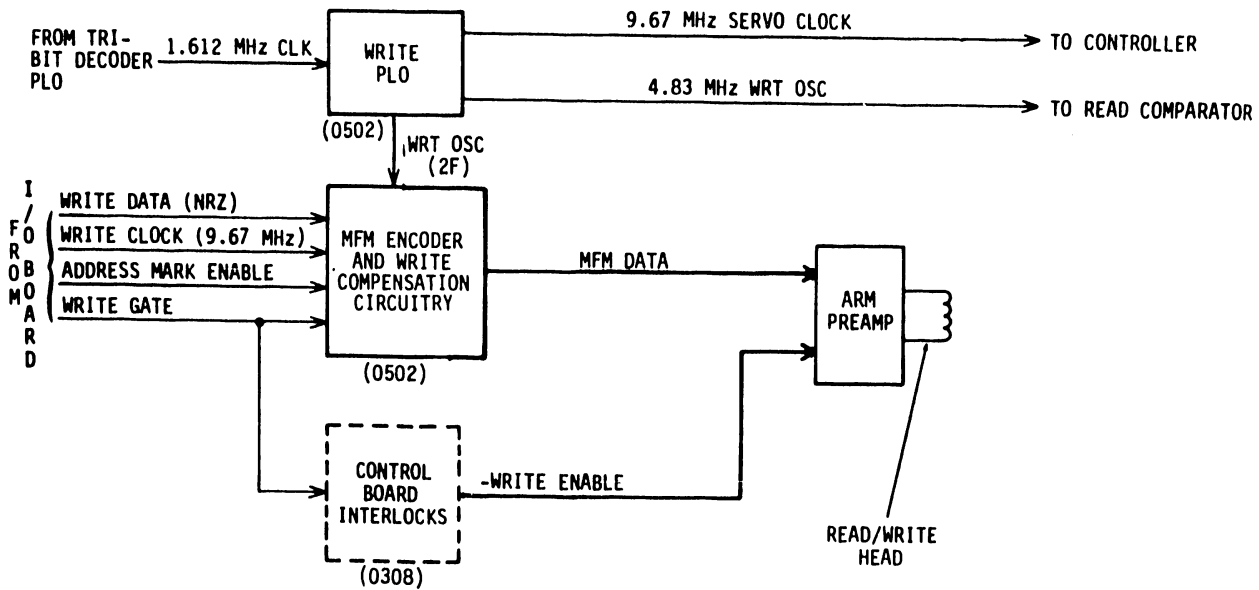 FROM TRI-
BIT DECODER
PLO
1.612 MHz CLK
WRITE
PLO
(0502)
9.67 MHz SERVO CLOCK
TO CONTROLLER
4.83 MHz WRT OSC
TO READ COMPARATOR
WRT OSC
(2F)
FROM
I/O BOARD
WRITE DATA (NRZ)
WRITE CLOCK (9.67 MHz)
ADDRESS MARK ENABLE
WRITE GATE
MFM ENCODER
AND WRITE
COMPENSATION
CIRCUITRY
(0502)
MFM DATA
ARM
PREAMP
CONTROL
BOARD
INTERLOCKS
(0308)
-WRITE ENABLE
READ/WRITE
HEAD